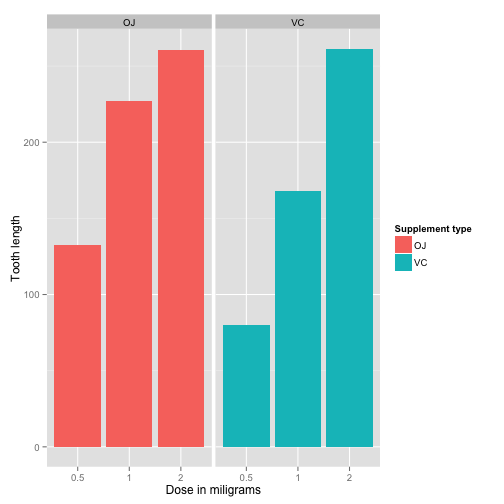 OJ VC
Tooth length
200
100
0
0.5 1 2 0.5 1 2
Dose in miligrams
Supplement type
OJ
VC